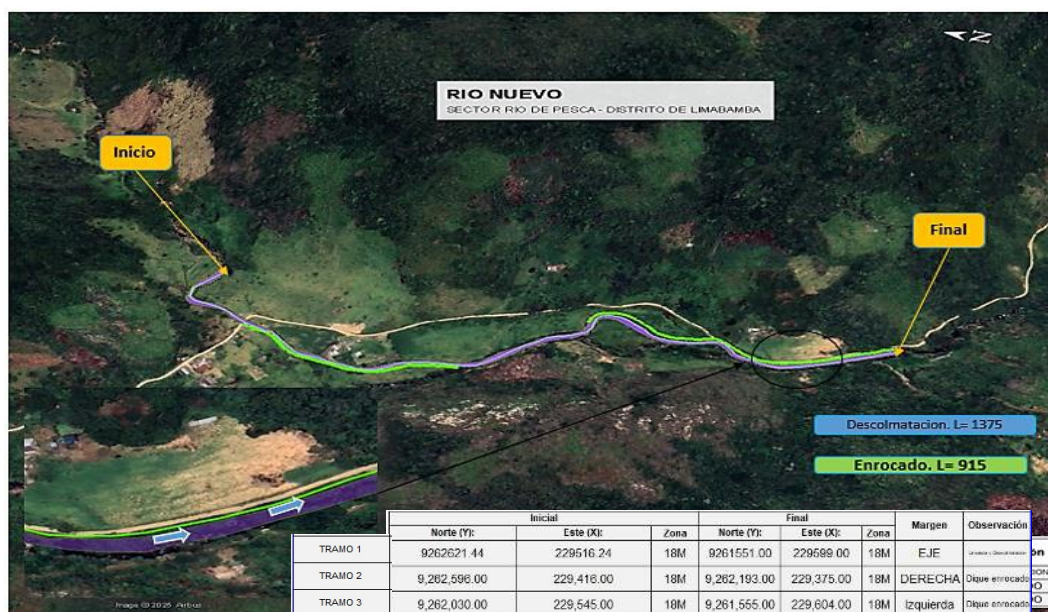 N
RIO NUEVO
SECTOR RIO DE PESCA - DISTRITO DE LIMABAMBA
Inicio
Final
Descolmatacion. L= 1375
Enrocado. L= 915
Inicial Final Margen Observación
Norte (Y): Este (X): Zona Norte (Y): Este (X): Zona
TRAMO 1 9262621.44 229516.24 18M 9261551.00 229599.00 18M EJE
TRAMO 2 9,262,596.00 229,416.00 18M 9,262,193.00 229,375.00 18M DERECHA Dique enrocado
TRAMO 3 9,262,030.00 229,545.00 18M 9,261,555.00 229,604.00 18M Izquierda Dique enrocado
Image © 2025 Airbus